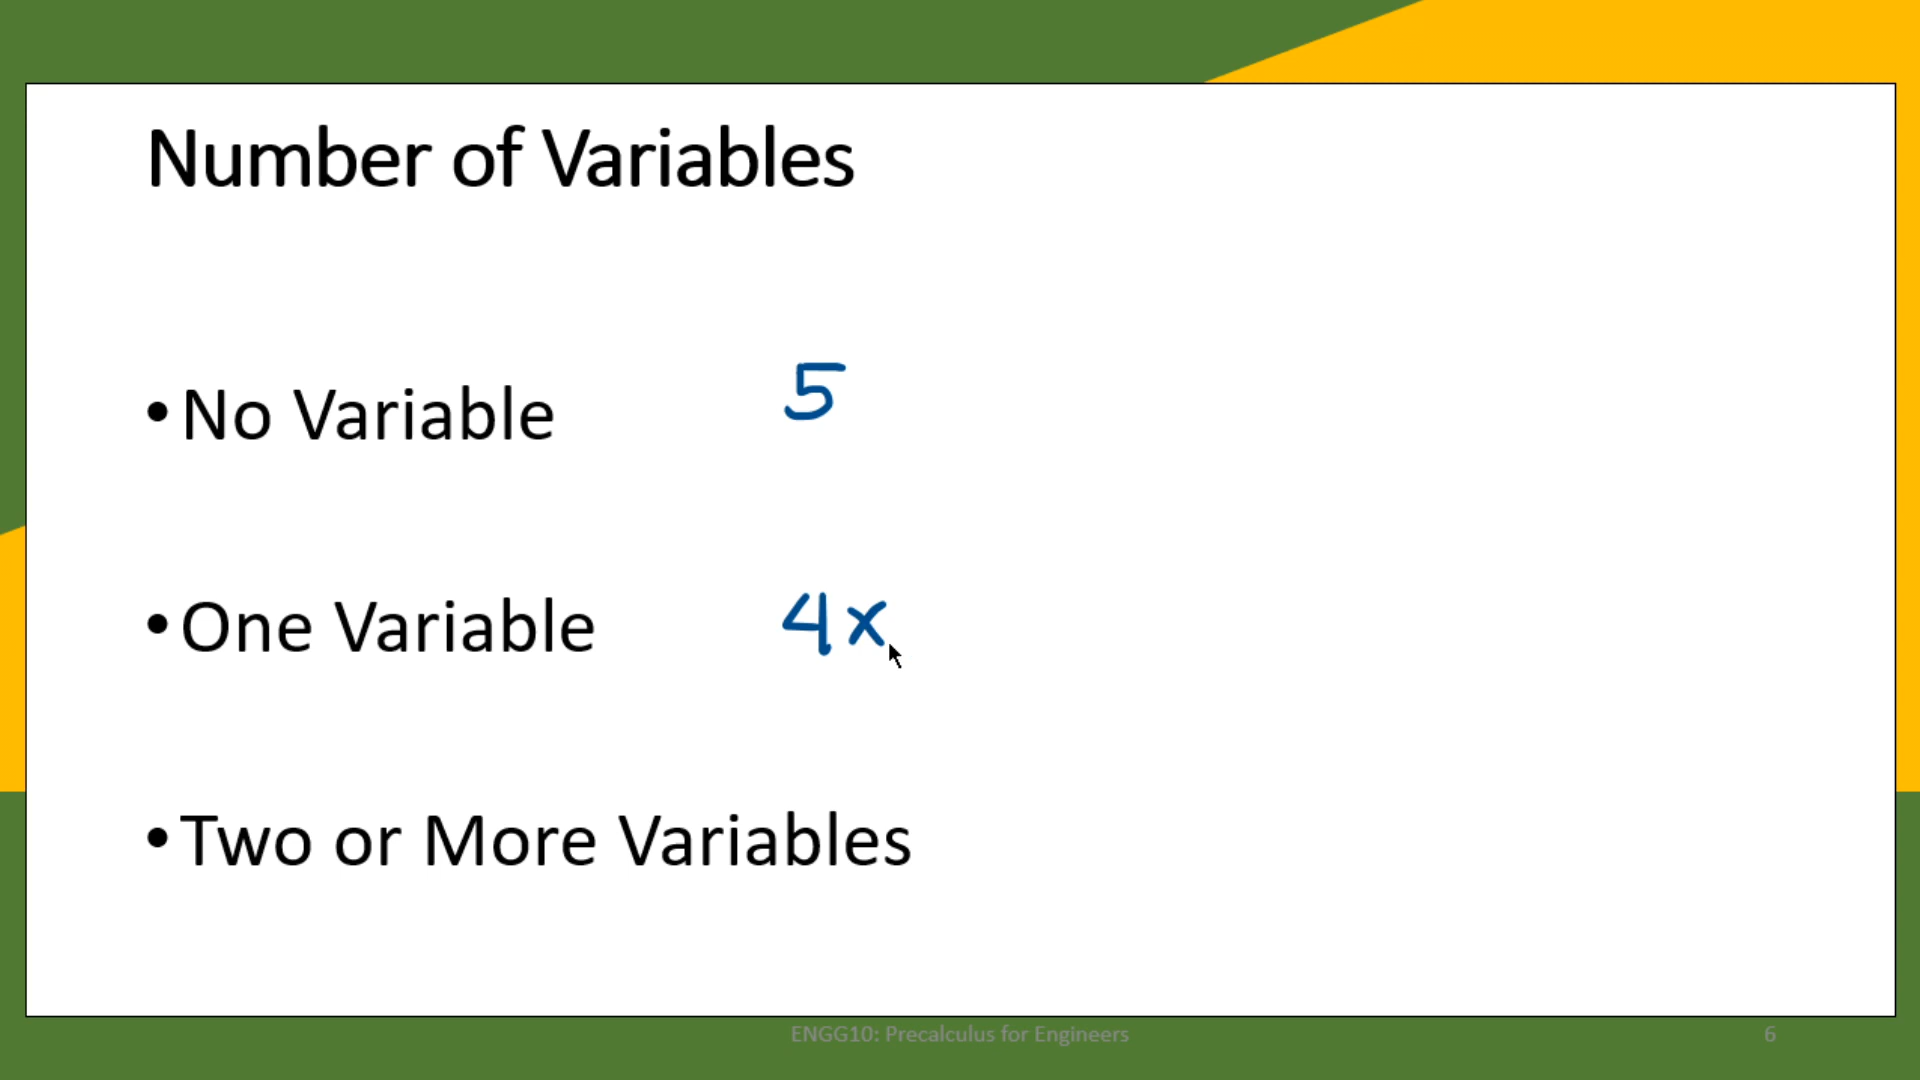 Number of Variables
•No Variable 5
•One Variable 4x
•Two or More Variables
ENGG10: Precalculus for Engineers 6